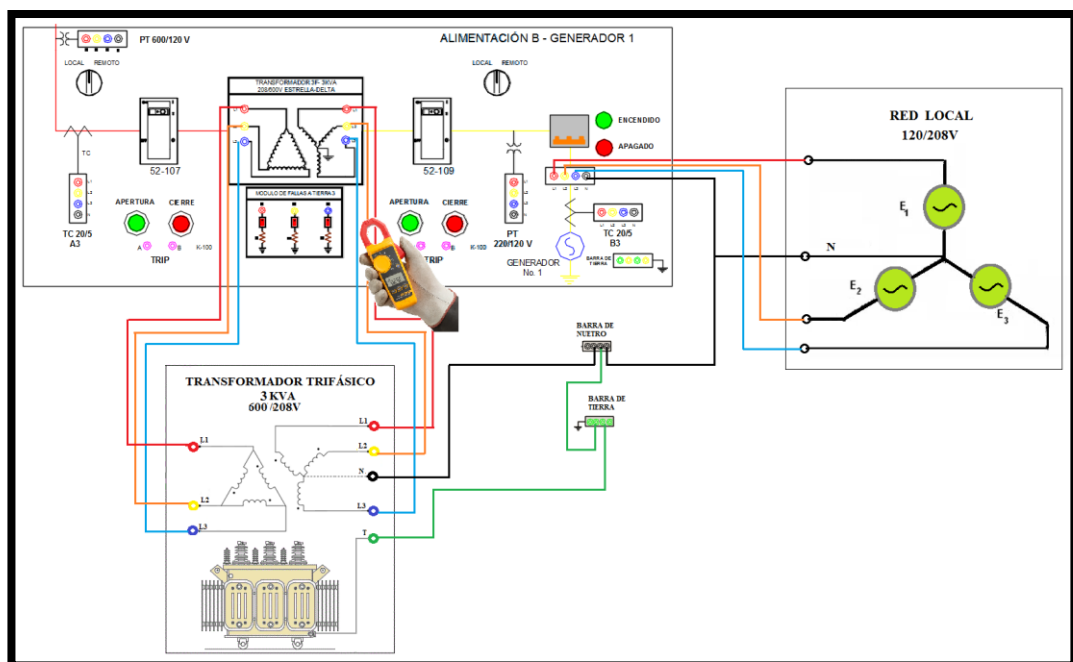 PT 600/120 V
ALIMENTACIÓN B - GENERADOR 1
LOCAL REMOTO
LOCAL REMOTO
TRANSFORMADOR 3F- 3KVA
208/600V ESTRELLA-DELTA
ENCENDIDO
APAGADO
TC
52-107
52-109
L1
L2
L3
N
MODULO DE FALLAS A TIERRA 3
APERTURA CIERRE
APERTURA CIERRE
TC 20/5
A3
A
B
K-100
TRIP
B
K-100
TRIP
PT
220/120 V
TC 20/5
B3
GENERADOR
No. 1
BARRA DE
TIERRA
RED LOCAL
120/208V
E1
N
E2
E3
BARRA DE
NUETRO
BARRA DE
TIERRA
TRANSFORMADOR TRIFÁSICO
3 KVA
600 /208V
L1
L1
L2
N
L2
L3
L3
T